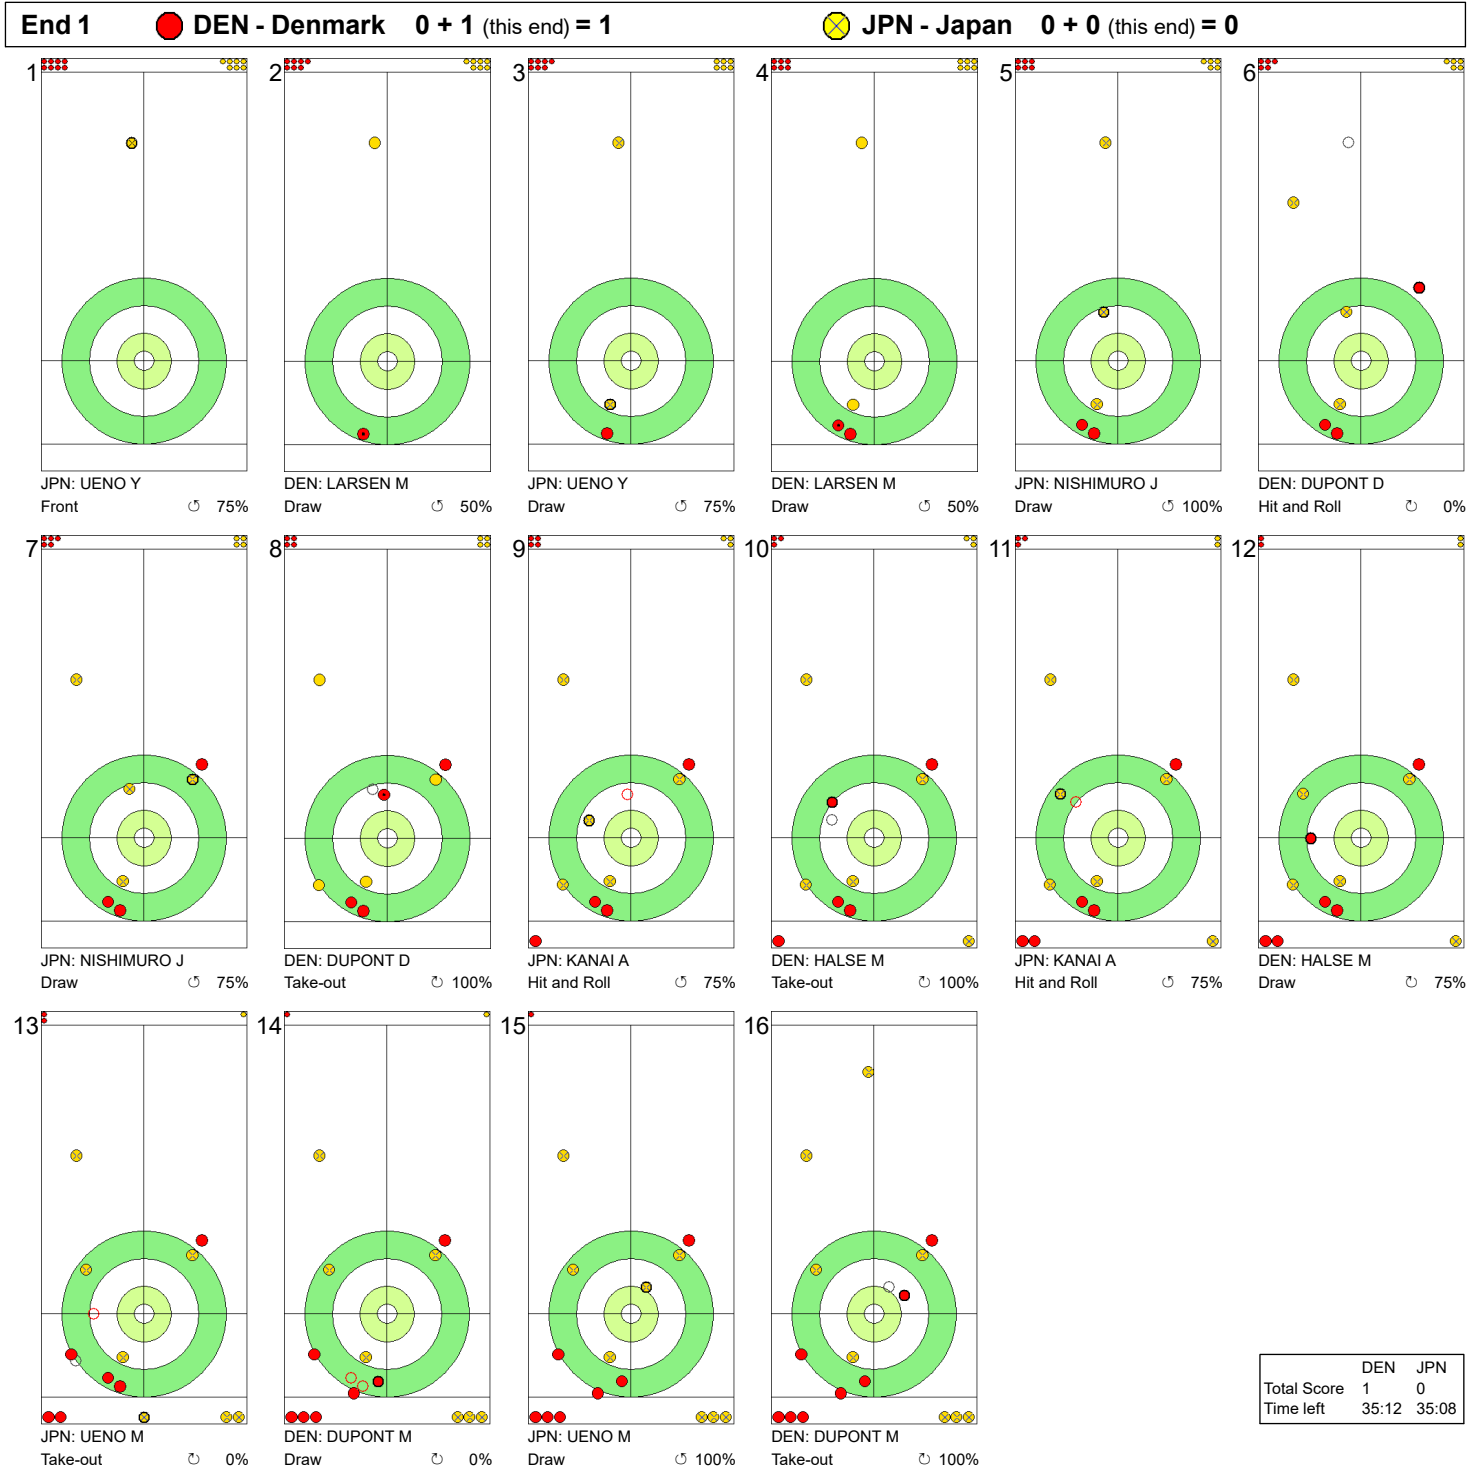 End 1 DEN - Denmark 0 + 1 (this end) = 1 JPN - Japan 0 + 0 (this end) = 0
1 2 3 4 5 6
JPN: UENO Y DEN: LARSEN M JPN: UENO Y DEN: LARSEN M JPN: NISHIMURO J DEN: DUPONT D
Front 75% Draw 50% Draw 75% Draw 50% Draw 100% Hit and Roll 0%
7 8 9 10 11 12
JPN: NISHIMURO J DEN: DUPONT D JPN: KANAI A DEN: HALSE M JPN: KANAI A DEN: HALSE M
Draw 75% Take-out 100% Hit and Roll 75% Take-out 100% Hit and Roll 75% Draw 75%
13 14 15 16
JPN: UENO M DEN: DUPONT M JPN: UENO M DEN: DUPONT M
Take-out 0% Draw 0% Draw 100% Take-out 100%
DEN JPN
Total Score 1 0
Time left 35:12 35:08